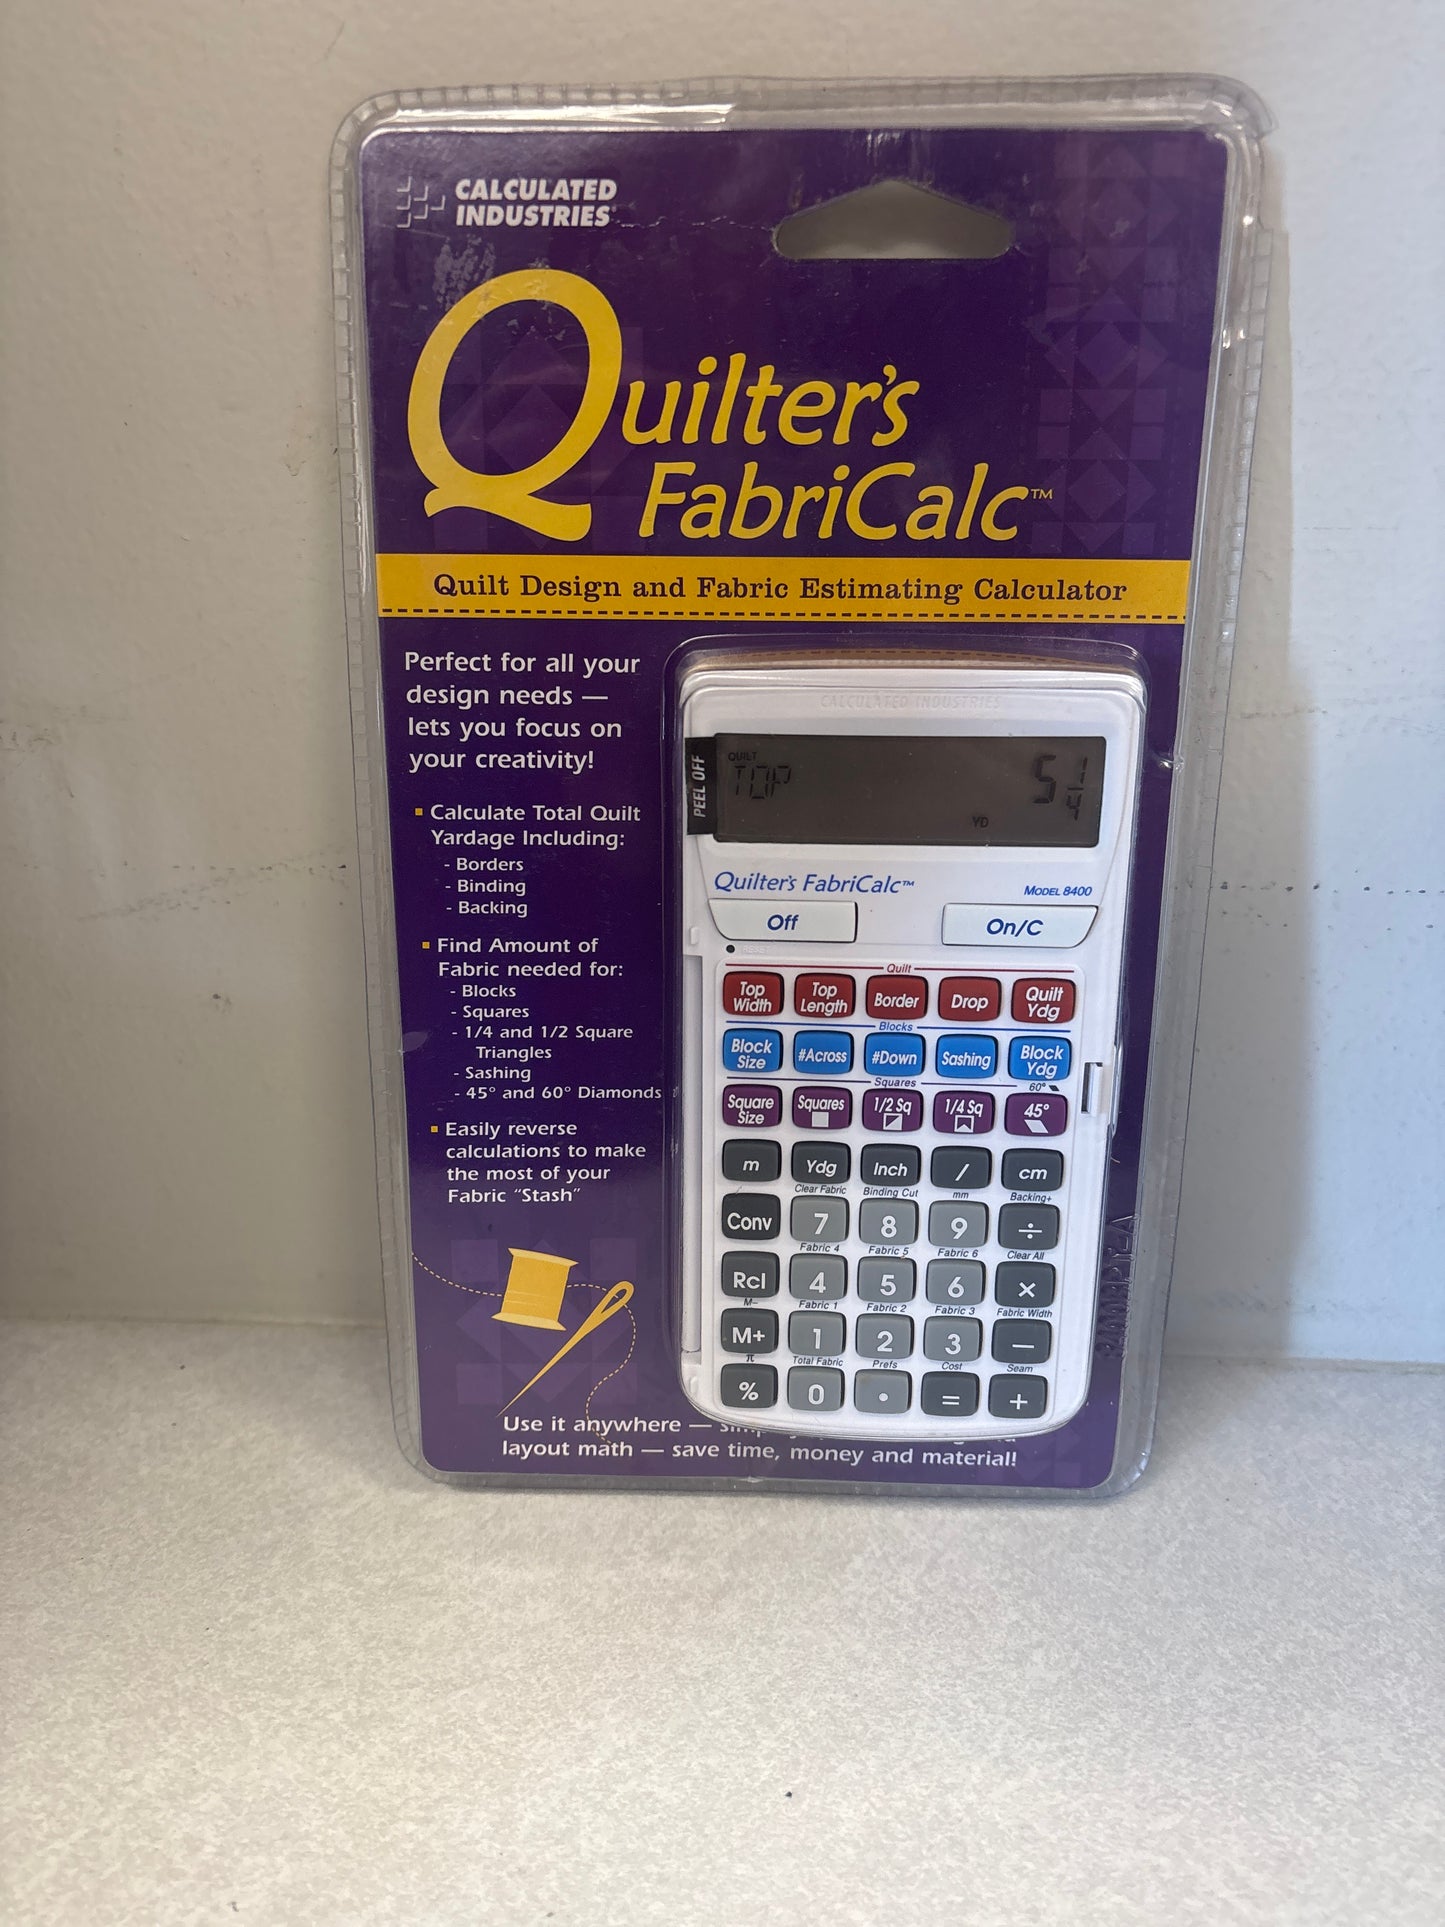 CALCULATED
INDUSTRIES
Quilter's
FabriCalc™
Quilt Design and Fabric Estimating Calculator
Perfect for all your
design needs —
lets you focus on
your creativity!
▪ Calculate Total Quilt
Yardage Including:
- Borders
- Binding
- Backing
▪ Find Amount of
Fabric needed for:
- Blocks
- Squares
- 1/4 and 1/2 Square
Triangles
- Sashing
- 45° and 60° Diamonds
▪ Easily reverse
calculations to make
the most of your
Fabric "Stash"
Use it anywhere —
layout math — save time, money and material!
CALCULATED INDUSTRIES
PEEL OFF
QUILT
TOP 5 1/4
YD
Quilter's FabriCalc™ MODEL 8400
Off On/C
RESET
Quilt
Top Width Top Length Border Drop Quilt Ydg
Blocks
Block Size #Across #Down Sashing Block Ydg
Squares 60°
Square Size Squares 1/2 Sq 1/4 Sq 45°
m Ydg Inch / cm
Clear Fabric Binding Cut mm Backing+
Conv 7 8 9 ÷
Fabric 4 Fabric 5 Fabric 6 Clear All
Rcl 4 5 6 ×
M– Fabric 1 Fabric 2 Fabric 3 Fabric Width
M+ 1 2 3 –
π Total Fabric Prefs Cost Seam
% 0 • = +